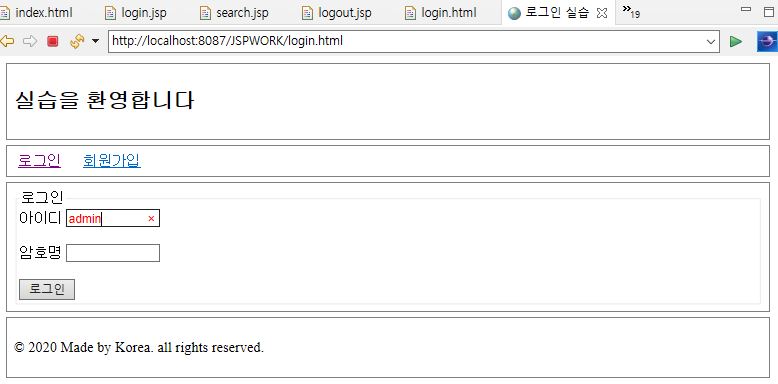 index.html login.jsp search.jsp logout.jsp login.html 로그인 실습 »19
http://localhost:8087/JSPWORK/login.html
실습을 환영합니다
로그인 회원가입
로그인
아이디 admin ×
암호명
로그인
© 2020 Made by Korea. all rights reserved.